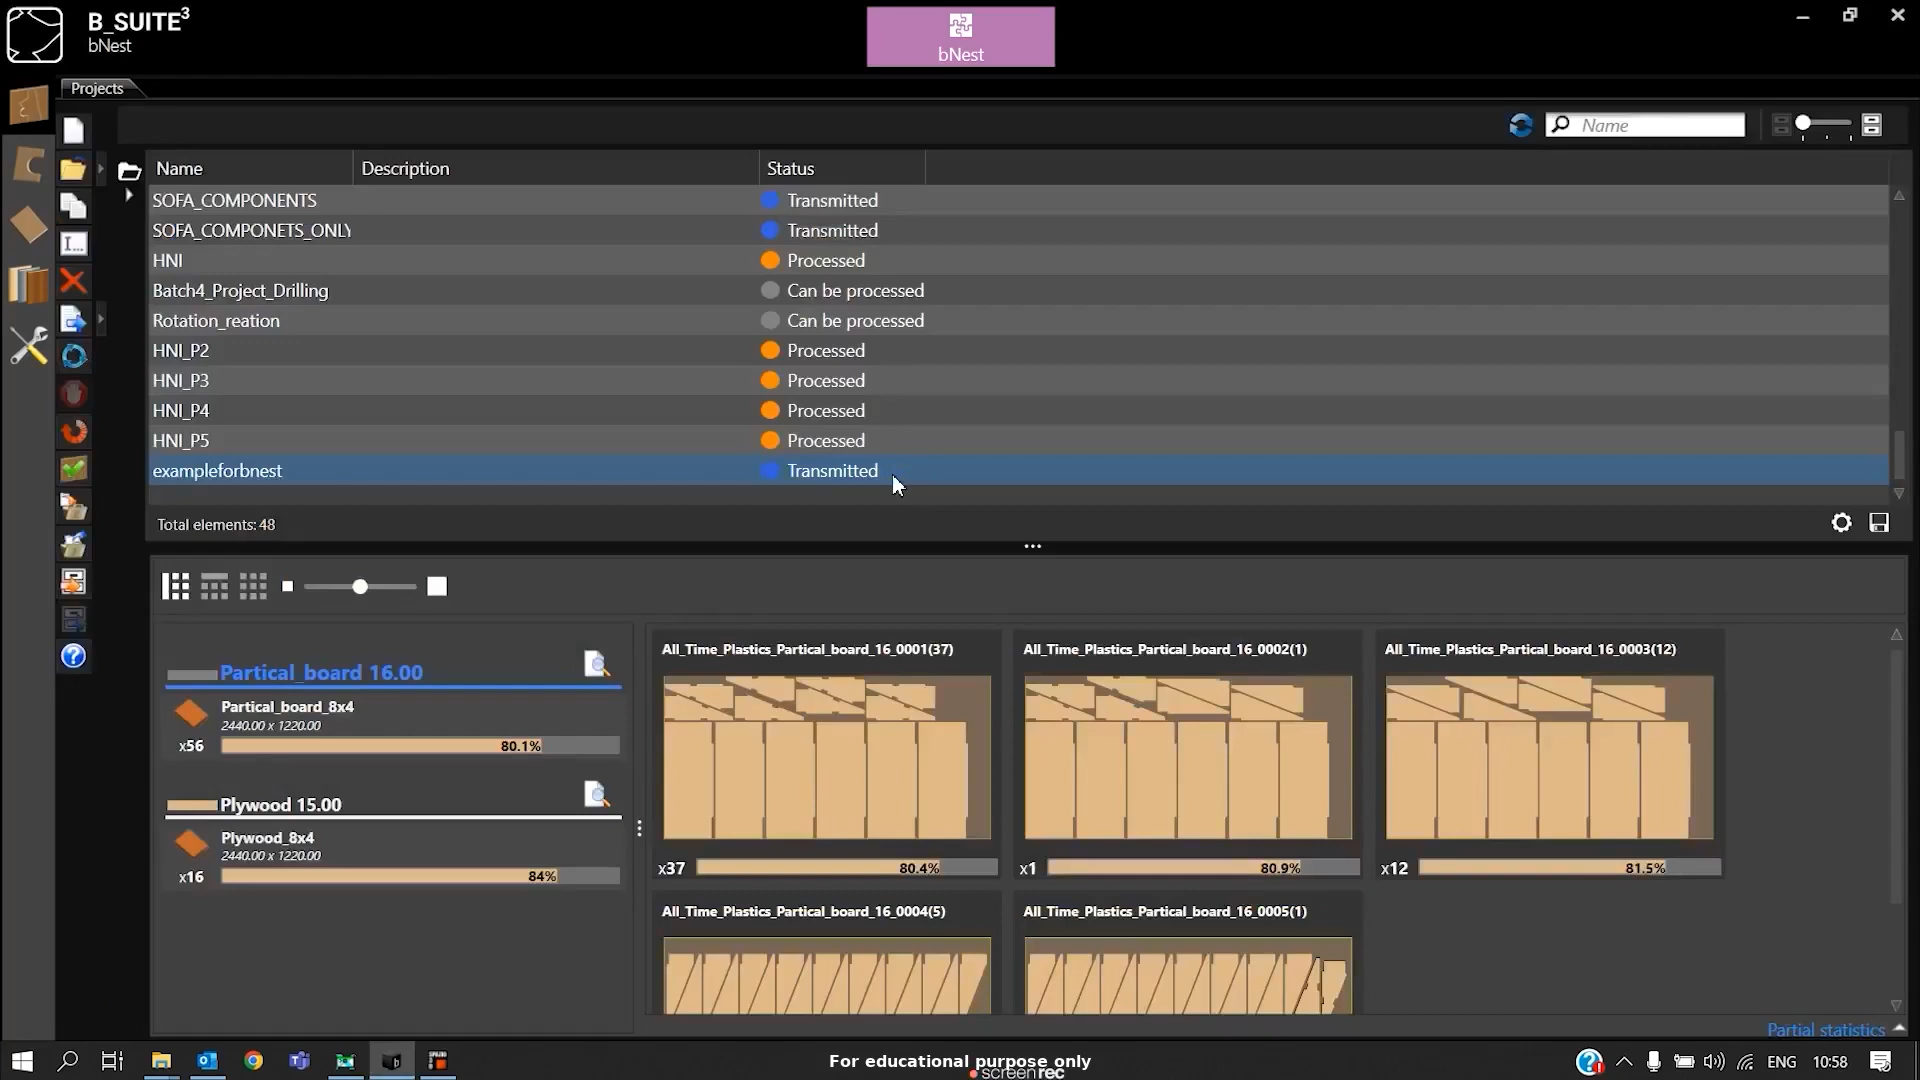 B_SUITE³
bNest
bNest
Projects
Name
Name Description Status
SOFA_COMPONENTS Transmitted
SOFA_COMPONETS_ONLY Transmitted
HNI Processed
Batch4_Project_Drilling Can be processed
Rotation_reation Can be processed
HNI_P2 Processed
HNI_P3 Processed
HNI_P4 Processed
HNI_P5 Processed
exampleforbnest Transmitted
Total elements: 48
Partical_board 16.00
Partical_board_8x4
2440.00 x 1220.00
x56 80.1%
Plywood 15.00
Plywood_8x4
2440.00 x 1220.00
x16 84%
All_Time_Plastics_Partical_board_16_0001(37)
x37 80.4%
All_Time_Plastics_Partical_board_16_0002(1)
x1 80.9%
All_Time_Plastics_Partical_board_16_0003(12)
x12 81.5%
All_Time_Plastics_Partical_board_16_0004(5)
All_Time_Plastics_Partical_board_16_0005(1)
Partial statistics
For educational purpose only
screenrec
ENG 10:58